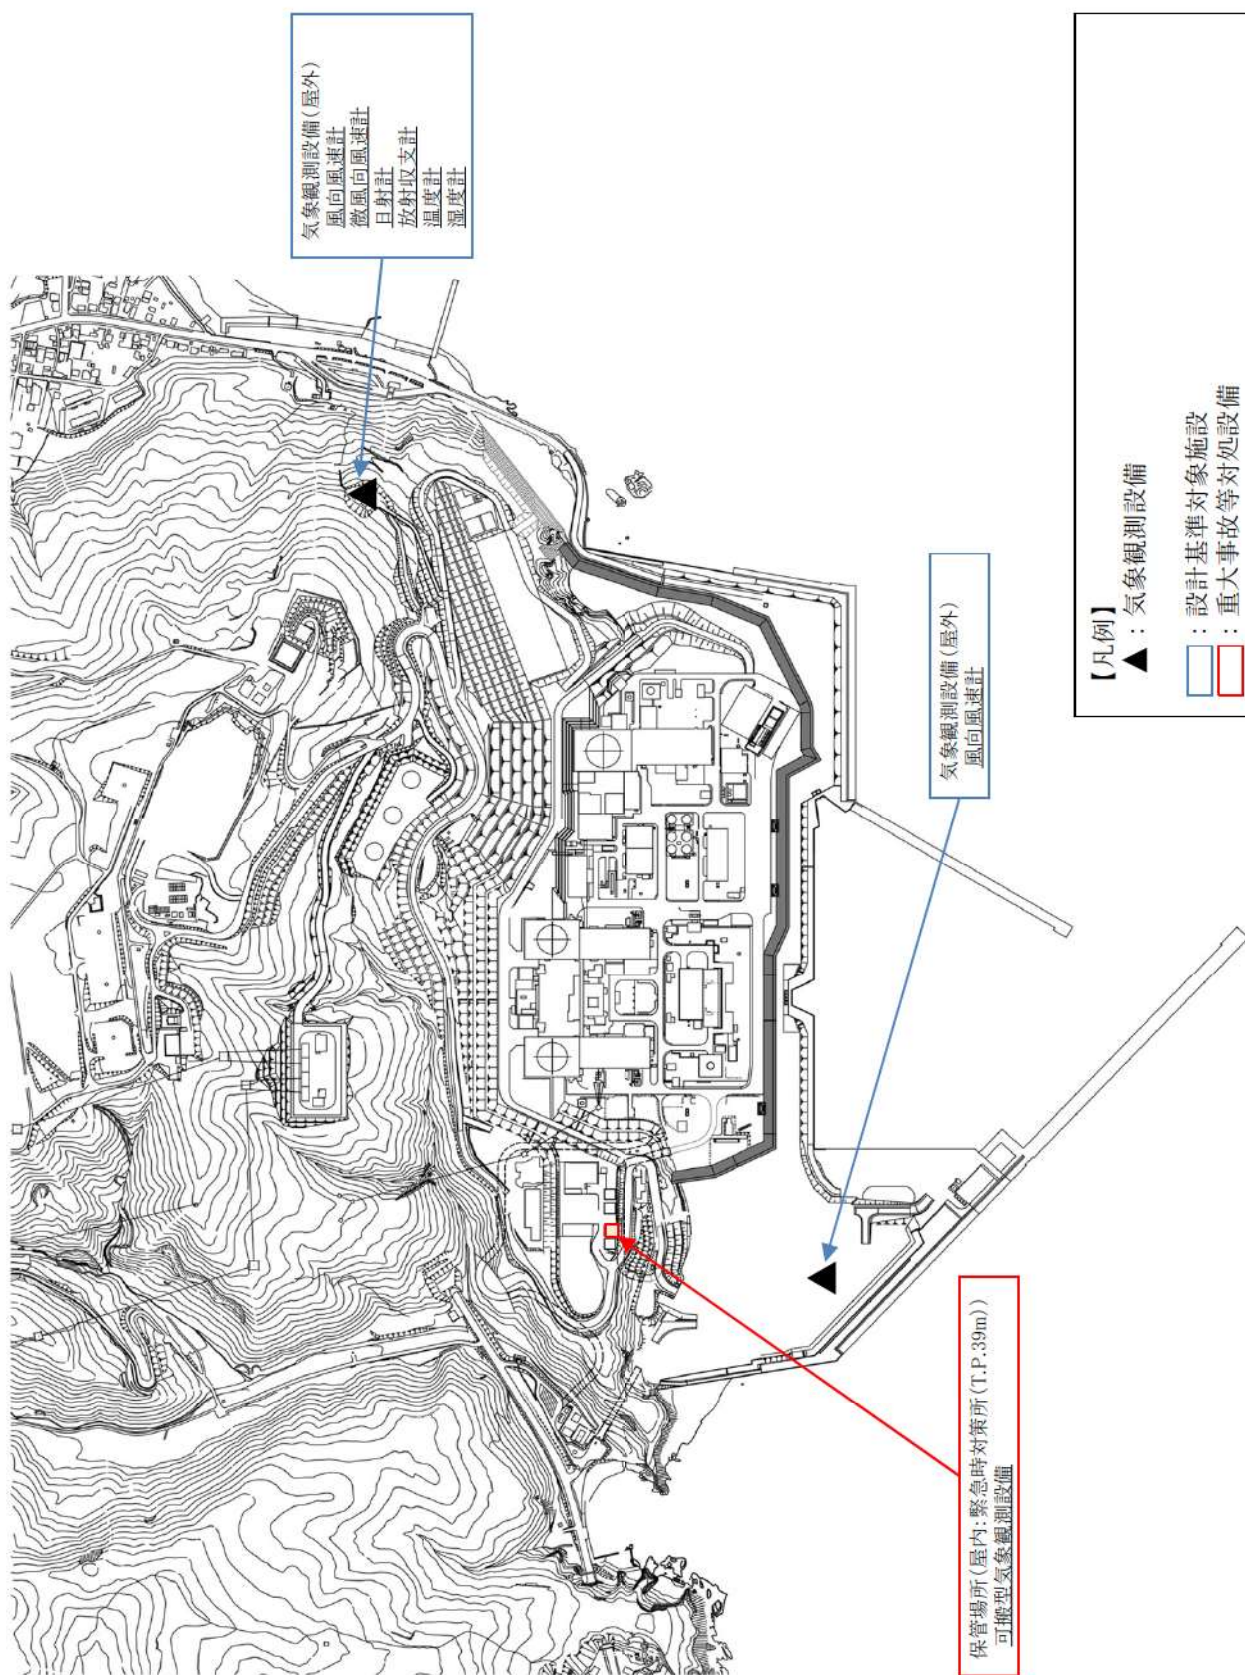 気象観測設備(屋外)
風向風速計
微風向風速計
日射計
放射収支計
温度計
湿度計
気象観測設備(屋外)
風向風速計
保管場所(屋内:緊急時対策所(T.P.39m))
可搬型気象観測設備
【凡例】
▲:気象観測設備
:設計基準対象施設
:重大事故等対処設備